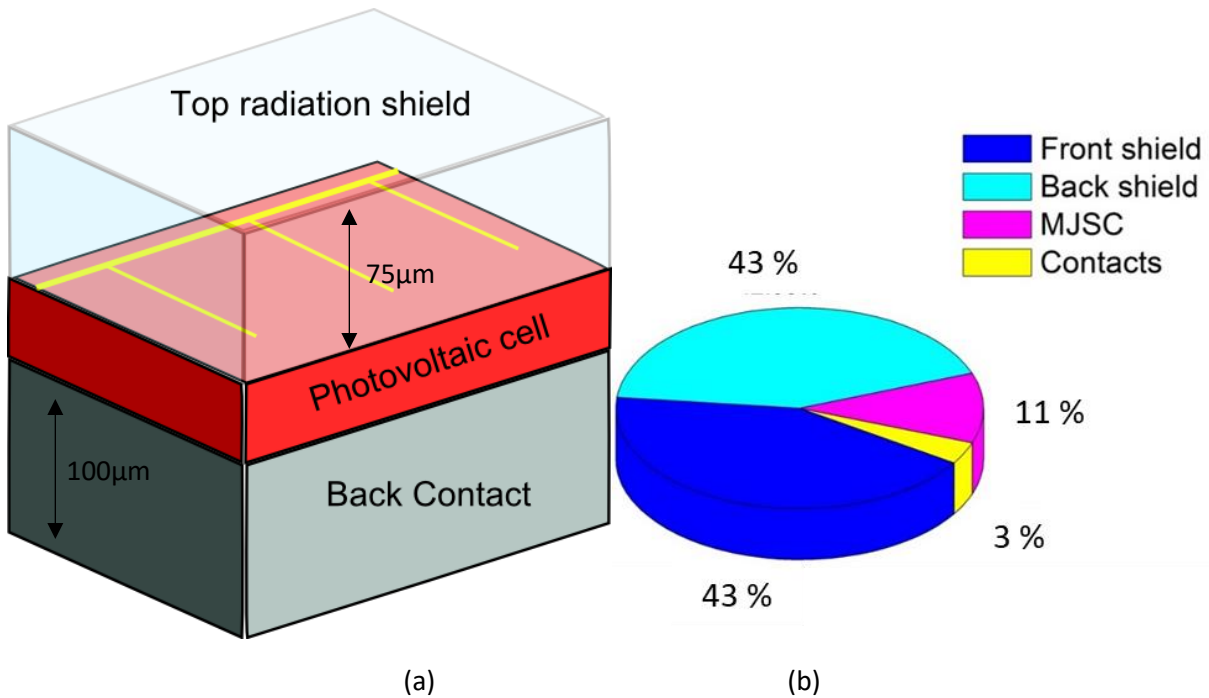 Top radiation shield
75μm
Photovoltaic cell
100μm
Back Contact
Front shield
Back shield
MJSC
Contacts
43 %
11 %
3 %
43 %
(a)
(b)